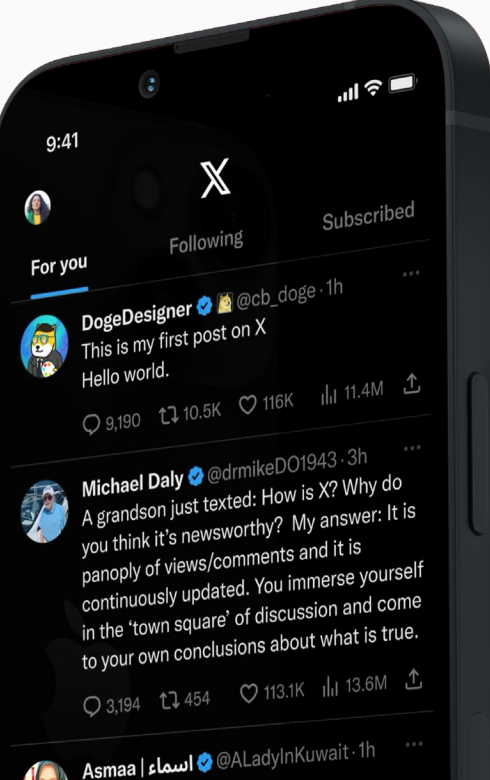 9:41
X
For you Following Subscribed
DogeDesigner @cb_doge · 1h
This is my first post on X
Hello world.
9,190 10.5K 116K 11.4M
Michael Daly @drmikeDO1943 · 3h
A grandson just texted: How is X? Why do
you think it's newsworthy?  My answer: It is
panoply of views/comments and it is
continuously updated. You immerse yourself
in the ‘town square’ of discussion and come
to your own conclusions about what is true.
3,194 454 113.1K 13.6M
Asmaa | اسماء @ALadyInKuwait · 1h